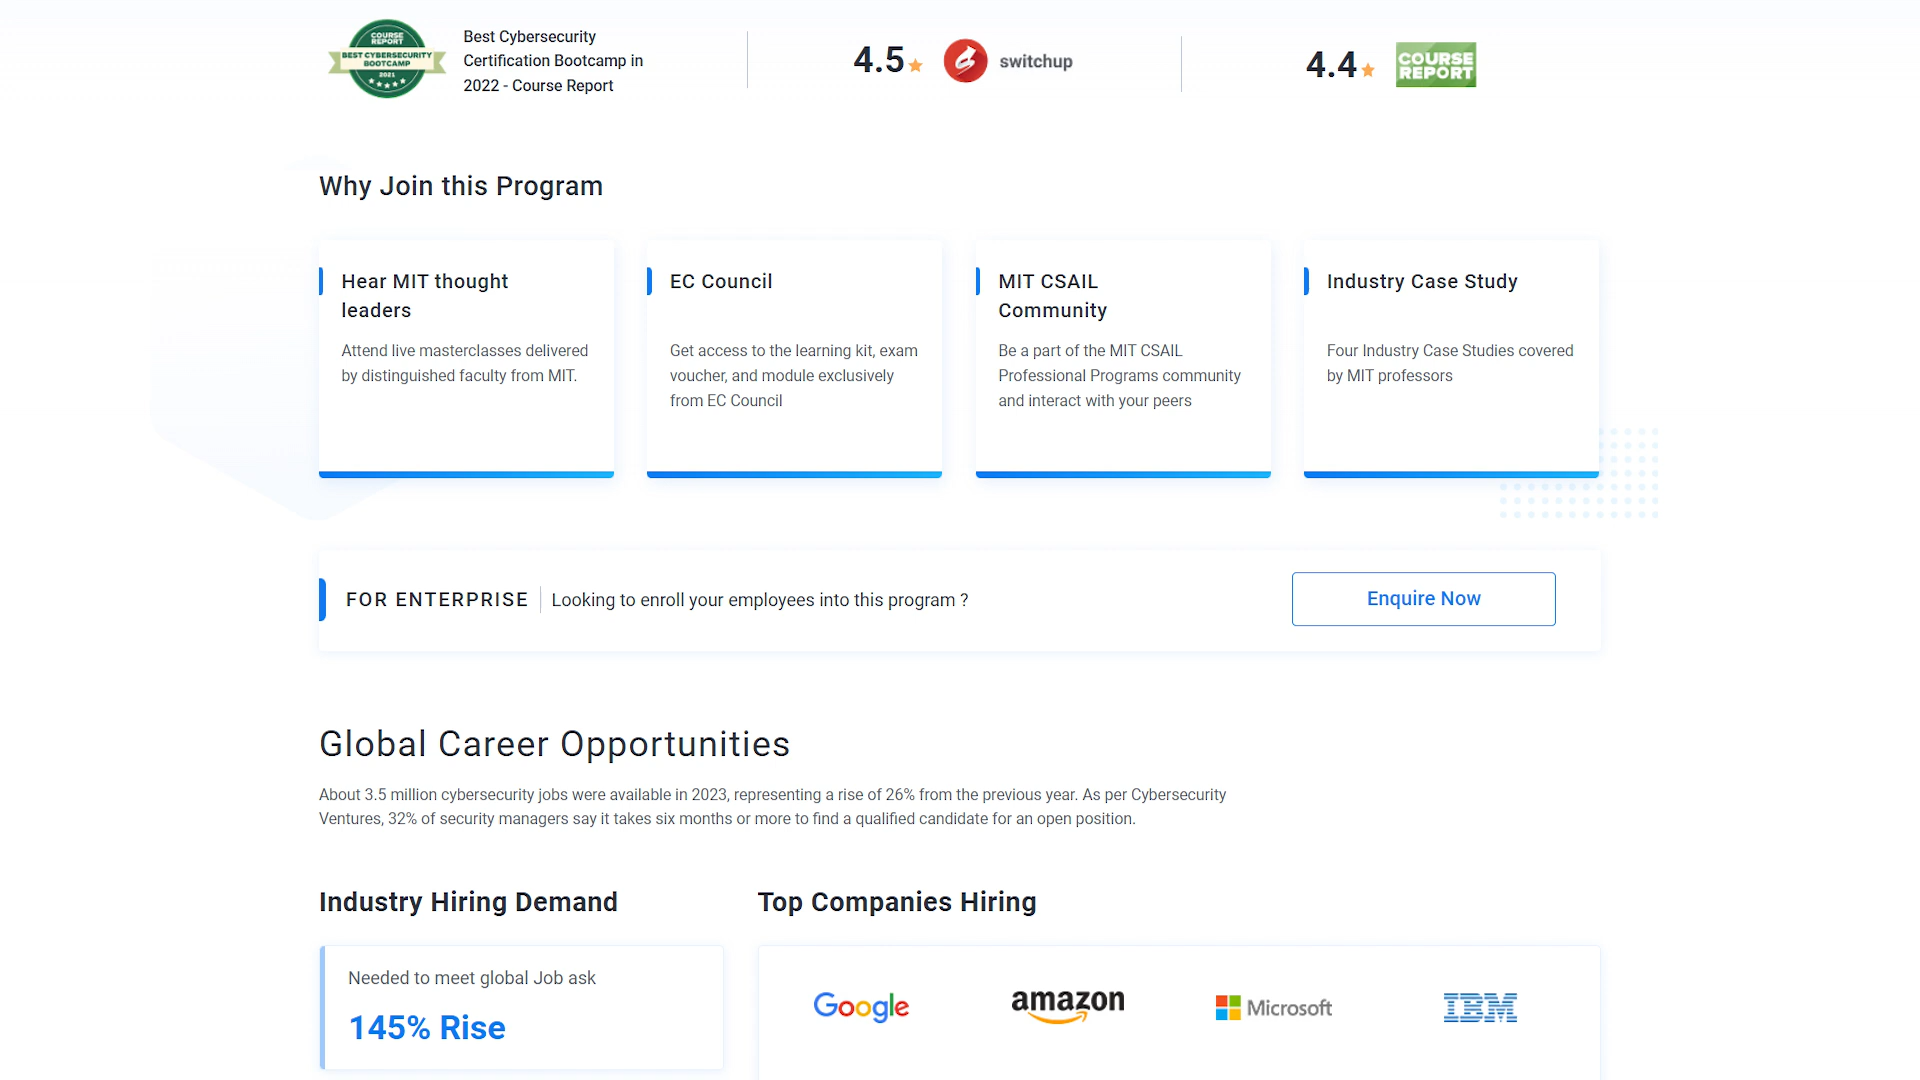 COURSE
REPORT
BEST CYBERSECURITY
BOOTCAMP
2021
Best Cybersecurity
Certification Bootcamp in
2022 - Course Report
4.5
switchup
4.4
COURSE
REPORT
Why Join this Program
Hear MIT thought
leaders
Attend live masterclasses delivered
by distinguished faculty from MIT.
EC Council
Get access to the learning kit, exam
voucher, and module exclusively
from EC Council
MIT CSAIL
Community
Be a part of the MIT CSAIL
Professional Programs community
and interact with your peers
Industry Case Study
Four Industry Case Studies covered
by MIT professors
FOR ENTERPRISE
Looking to enroll your employees into this program ?
Enquire Now
Global Career Opportunities
About 3.5 million cybersecurity jobs were available in 2023, representing a rise of 26% from the previous year. As per Cybersecurity
Ventures, 32% of security managers say it takes six months or more to find a qualified candidate for an open position.
Industry Hiring Demand
Needed to meet global Job ask
145% Rise
Top Companies Hiring
Google
amazon
Microsoft
IBM